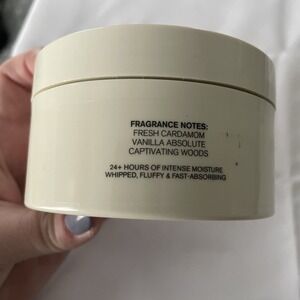 FRAGRANCE NOTES:
FRESH CARDAMOM
VANILLA ABSOLUTE
CAPTIVATING WOODS
24+ HOURS OF INTENSE MOISTURE
WHIPPED, FLUFFY & FAST-ABSORBING